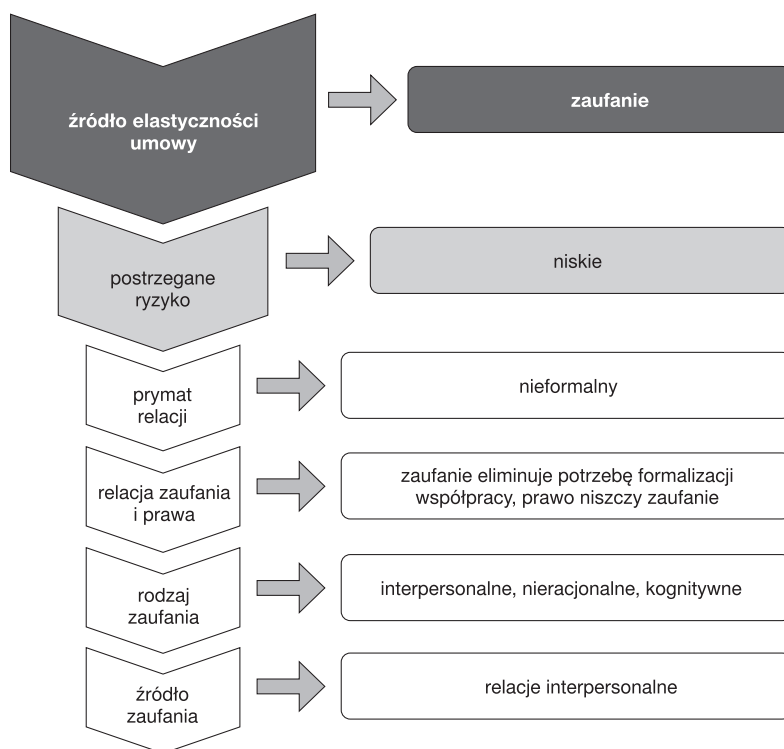 źródło elastyczności
umowy
zaufanie
postrzegane
ryzyko
niskie
prymat
relacji
nieformalny
relacja zaufania
i prawa
zaufanie eliminuje potrzebę formalizacji
współpracy, prawo niszczy zaufanie
rodzaj
zaufania
interpersonalne, nieracjonalne, kognitywne
źródło
zaufania
relacje interpersonalne